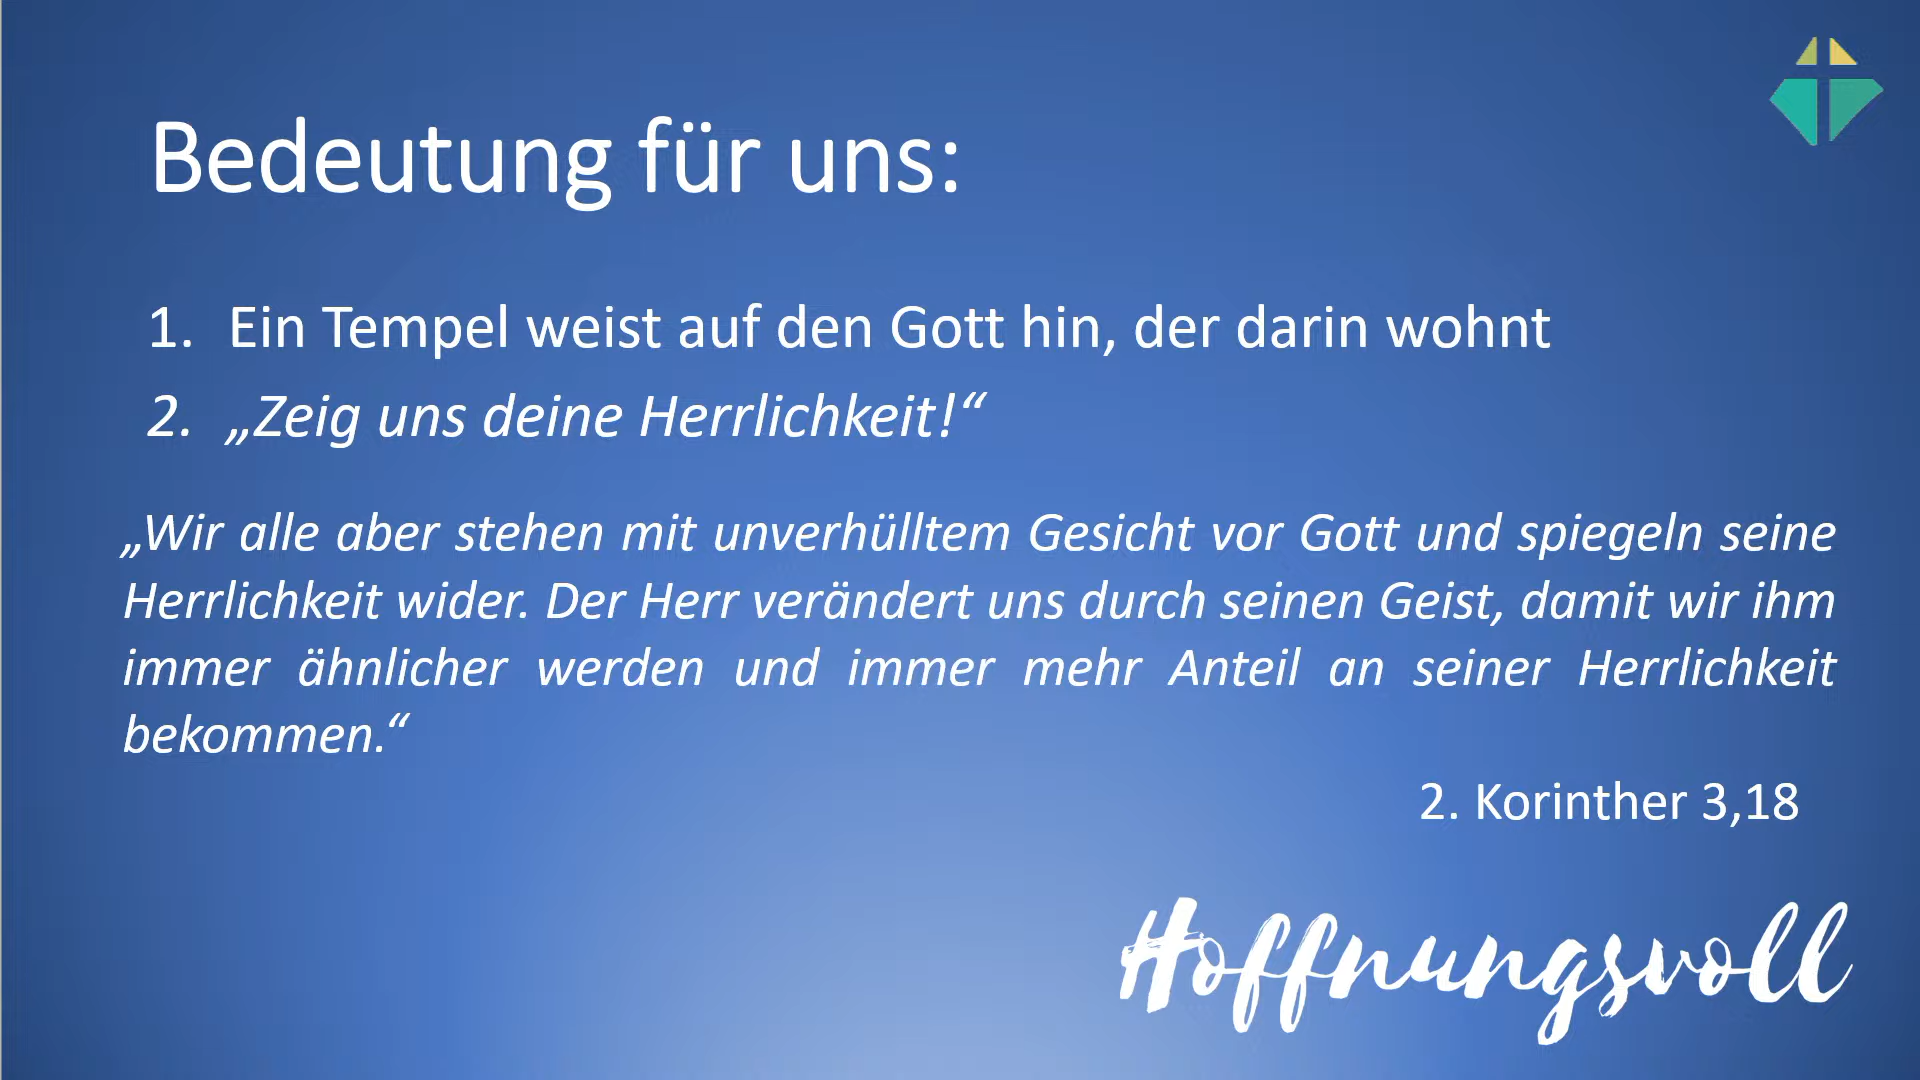 Bedeutung für uns:
1. Ein Tempel weist auf den Gott hin, der darin wohnt
2. „Zeig uns deine Herrlichkeit!“
„Wir alle aber stehen mit unverhülltem Gesicht vor Gott und spiegeln seine
Herrlichkeit wider. Der Herr verändert uns durch seinen Geist, damit wir ihm
immer ähnlicher werden und immer mehr Anteil an seiner Herrlichkeit
bekommen.“
2. Korinther 3,18
Hoffnungsvoll